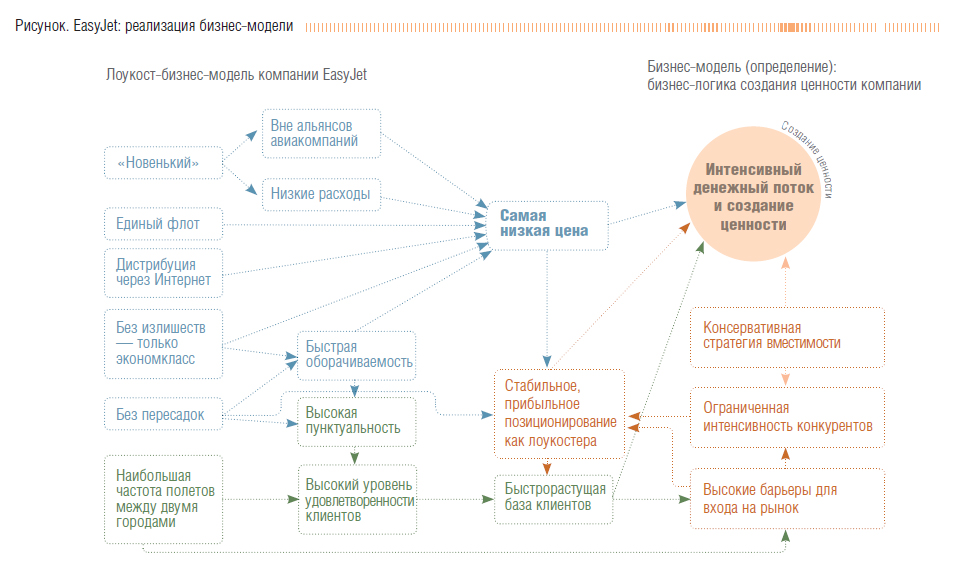 Рисунок. EasyJet: реализация бизнес-модели
Лоукост-бизнес-модель компании EasyJet
Бизнес-модель (определение):
бизнес-логика создания ценности компании
«Новенький»
Вне альянсов
авиакомпаний
Низкие расходы
Единый флот
Дистрибуция
через Интернет
Без излишеств
— только
экономкласс
Без пересадок
Наибольшая
частота полетов
между двумя
городами
Быстрая
оборачиваемость
Высокая
пунктуальность
Высокий уровень
удовлетворенности
клиентов
Самая
низкая цена
Стабильное,
прибыльное
позиционирование
как лоукостера
Быстрорастущая
база клиентов
Создание ценности
Интенсивный
денежный поток
и создание
ценности
Консервативная
стратегия вместимости
Ограниченная
интенсивность конкурентов
Высокие барьеры для
входа на рынок